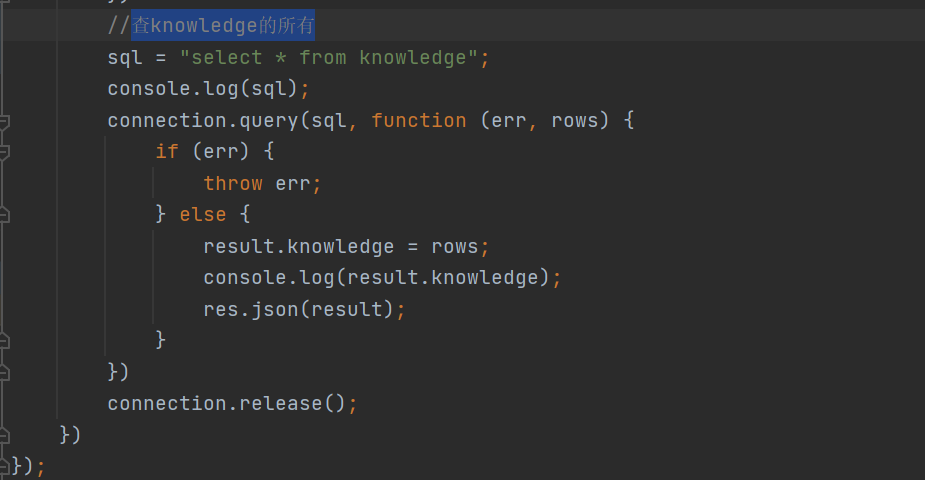 //查knowledge的所有
sql = "select * from knowledge";
console.log(sql);
connection.query(sql, function (err, rows) {
if (err) {
throw err;
} else {
result.knowledge = rows;
console.log(result.knowledge);
res.json(result);
}
})
connection.release();
})
});